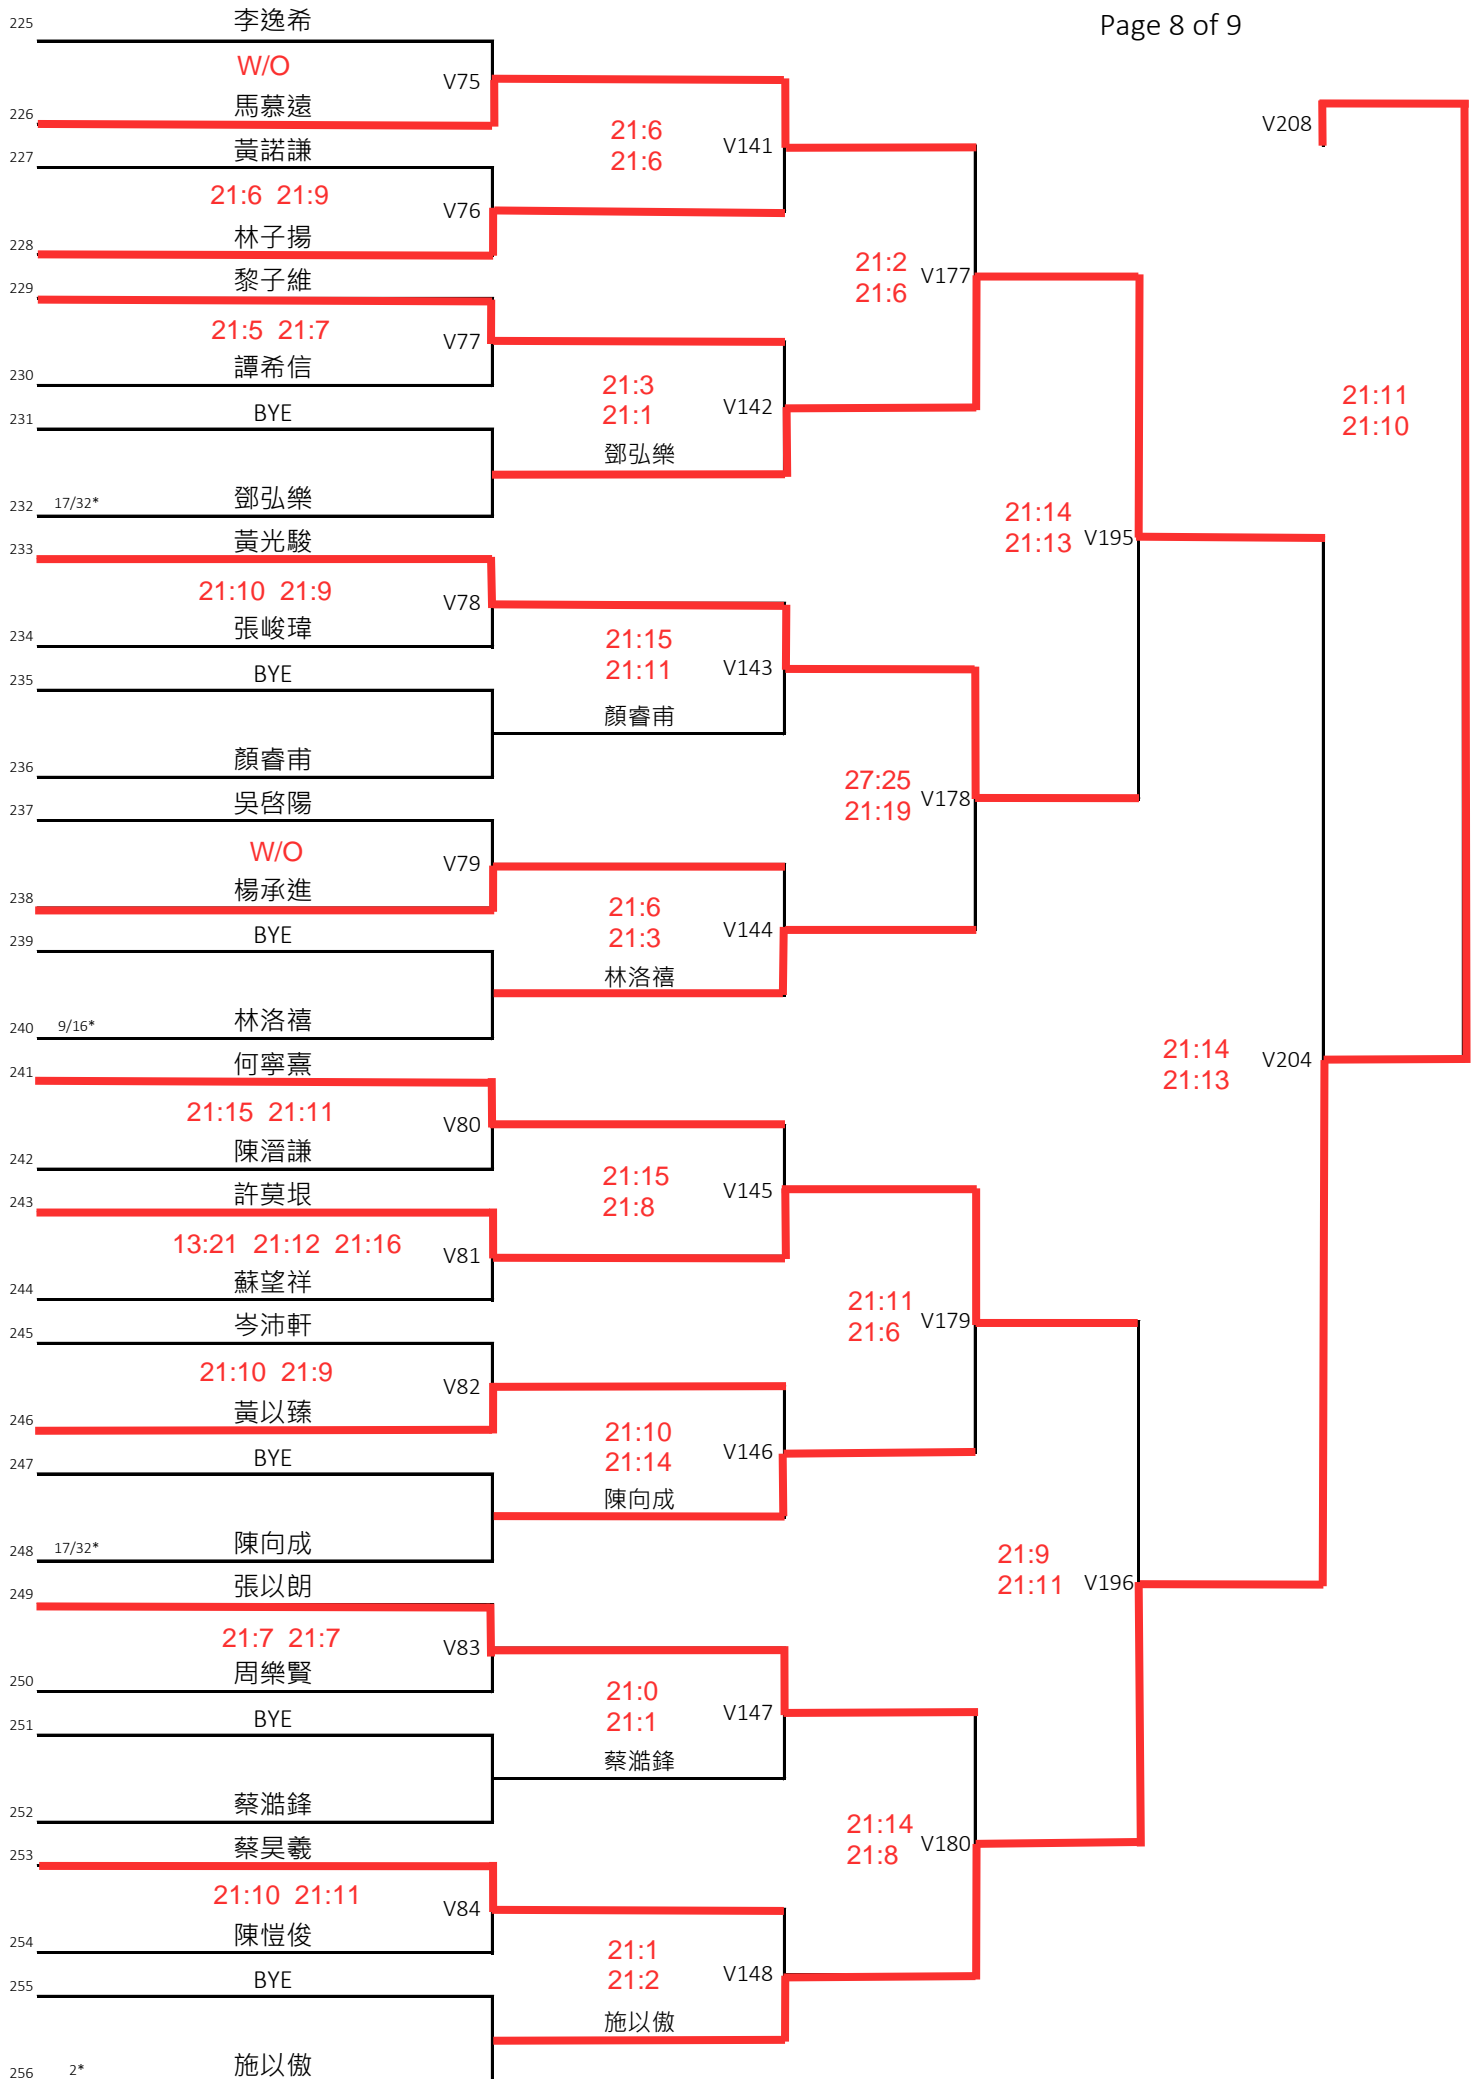 Page 8 of 9
225 李逸希
W/O
V75
226 馬慕遠
21:6
21:6
V141
V208
227 黃諾謙
21:6 21:9
V76
228 林子揚
21:2
21:6
V177
229 黎子維
21:5 21:7
V77
230 譚希信
21:3
21:1
V142
21:11
21:10
231 BYE
鄧弘樂
232 17/32* 鄧弘樂
21:14
21:13
V195
233 黃光駿
21:10 21:9
V78
234 張峻瑋
21:15
21:11
V143
235 BYE
顏睿甫
236 顏睿甫
27:25
21:19
V178
237 吳啓陽
W/O
V79
238 楊承進
21:6
21:3
V144
239 BYE
林洛禧
240 9/16* 林洛禧
21:14
21:13
V204
241 何寧熹
21:15 21:11
V80
242 陳溍謙
21:15
21:8
V145
243 許莫垠
13:21 21:12 21:16
V81
244 蘇望祥
21:11
21:6
V179
245 岑沛軒
21:10 21:9
V82
246 黃以臻
21:10
21:14
V146
247 BYE
陳向成
248 17/32* 陳向成
21:9
21:11
V196
249 張以朗
21:7 21:7
V83
250 周樂賢
21:0
21:1
V147
251 BYE
蔡澔鋒
252 蔡澔鋒
21:14
21:8
V180
253 蔡昊羲
21:10 21:11
V84
254 陳愷俊
21:1
21:2
V148
255 BYE
施以傲
256 2* 施以傲